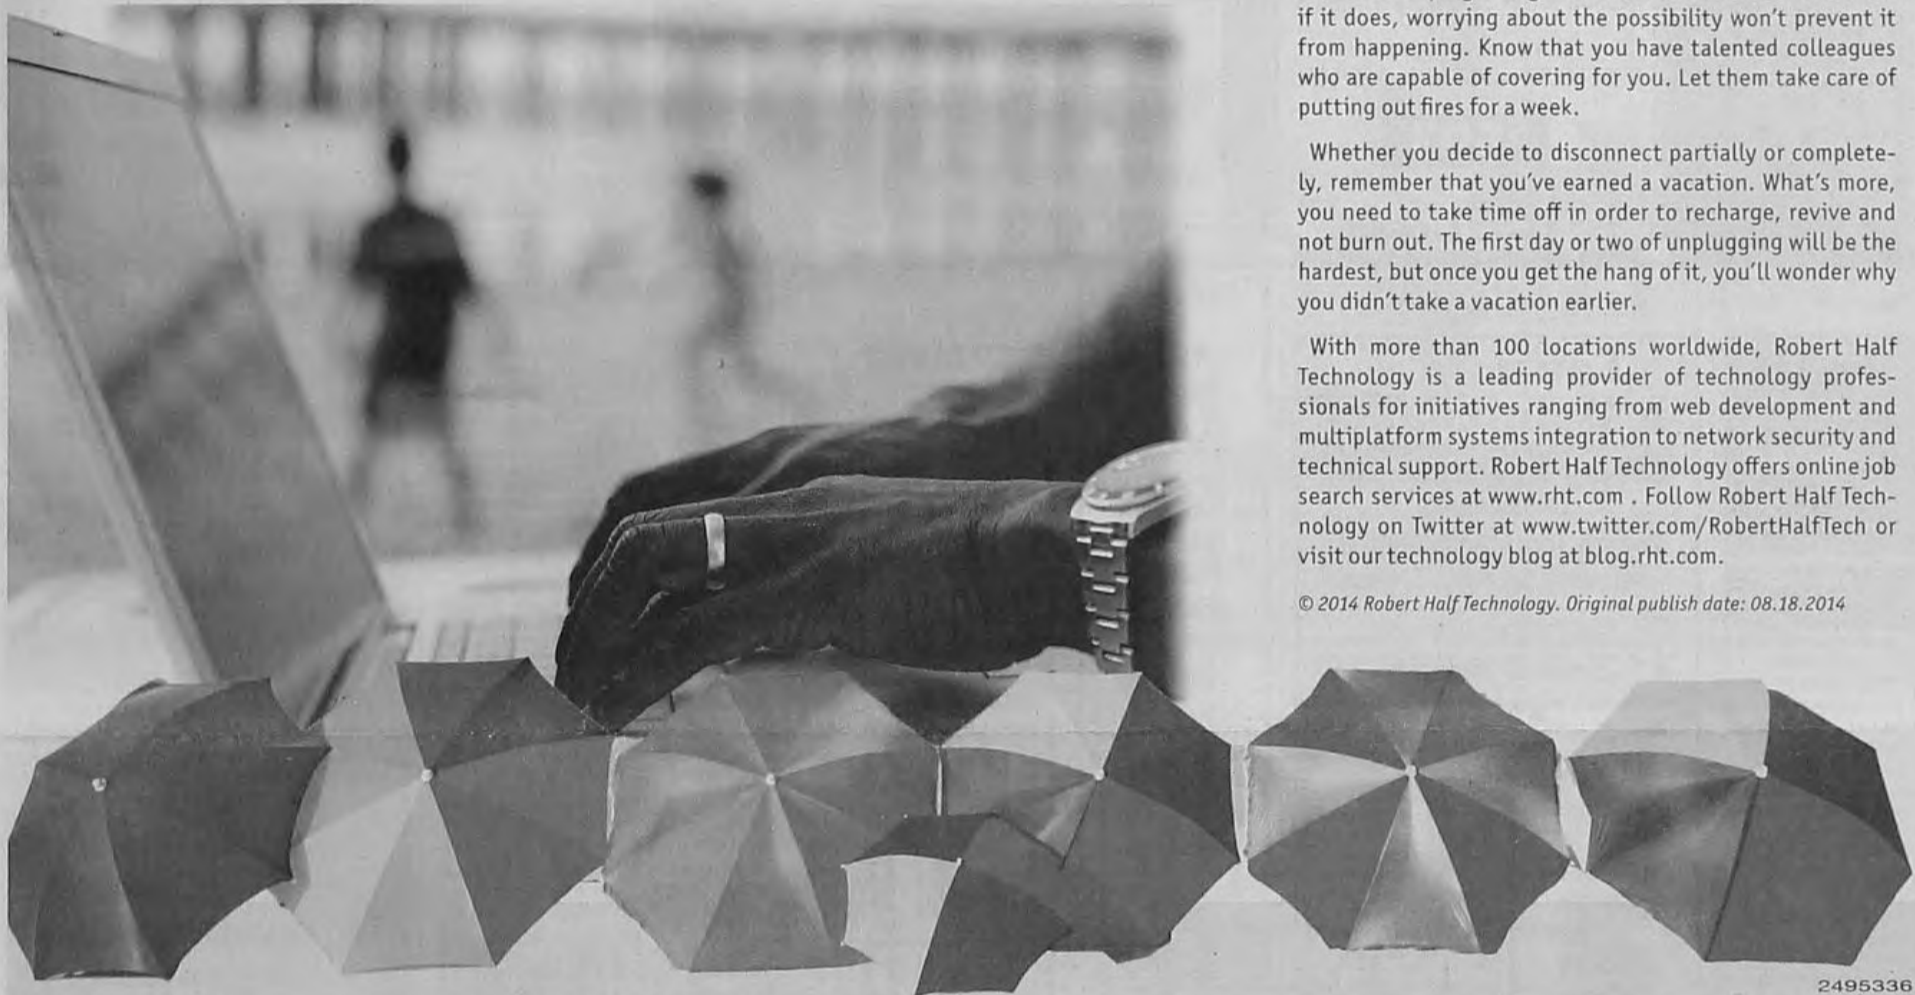 if it does, worrying about the possibility won't prevent it
from happening. Know that you have talented colleagues
who are capable of covering for you. Let them take care of
putting out fires for a week.
Whether you decide to disconnect partially or complete-
ly, remember that you've earned a vacation. What's more,
you need to take time off in order to recharge, revive and
not burn out. The first day or two of unplugging will be the
hardest, but once you get the hang of it, you'll wonder why
you didn't take a vacation earlier.
With more than 100 locations worldwide, Robert Half
Technology is a leading provider of technology profes-
sionals for initiatives ranging from web development and
multiplatform systems integration to network security and
technical support. Robert Half Technology offers online job
search services at www.rht.com . Follow Robert Half Tech-
nology on Twitter at www.twitter.com/RobertHalfTech or
visit our technology blog at blog.rht.com.
© 2014 Robert Half Technology. Original publish date: 08.18.2014
2495336